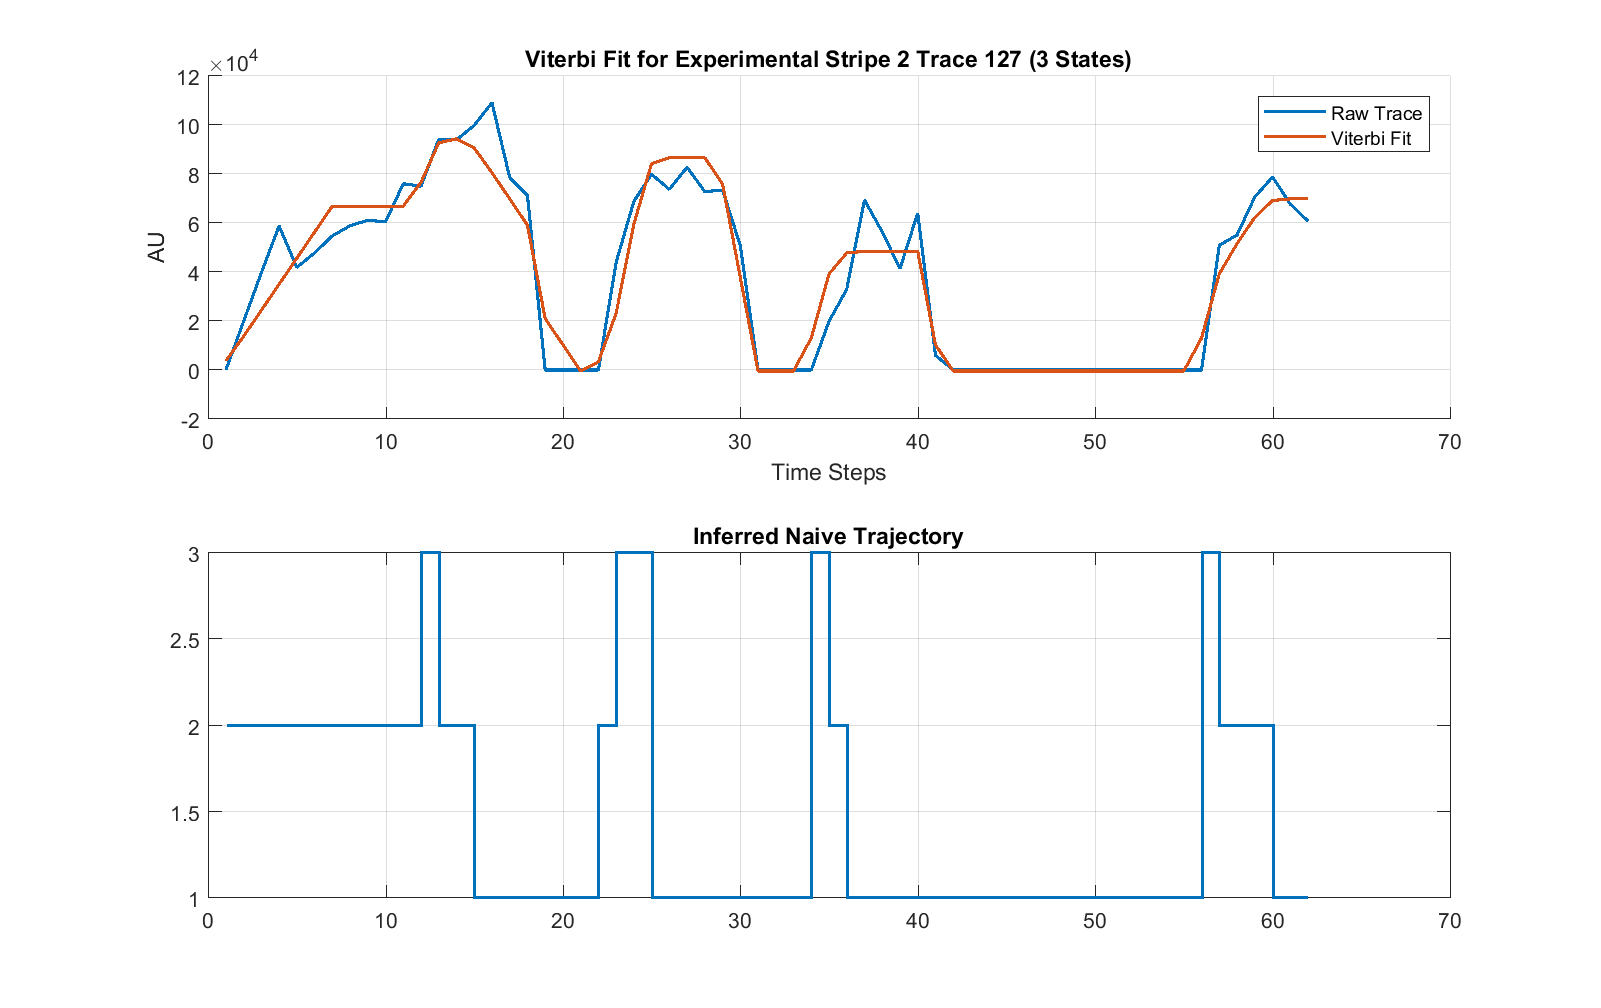 Viterbi Fit for Experimental Stripe 2 Trace 127 (3 States)
×10^4
12
10
8
6
4
2
0
-2
AU
0 10 20 30 40 50 60 70
Time Steps
Raw Trace
Viterbi Fit
Inferred Naive Trajectory
3
2.5
2
1.5
1
0 10 20 30 40 50 60 70